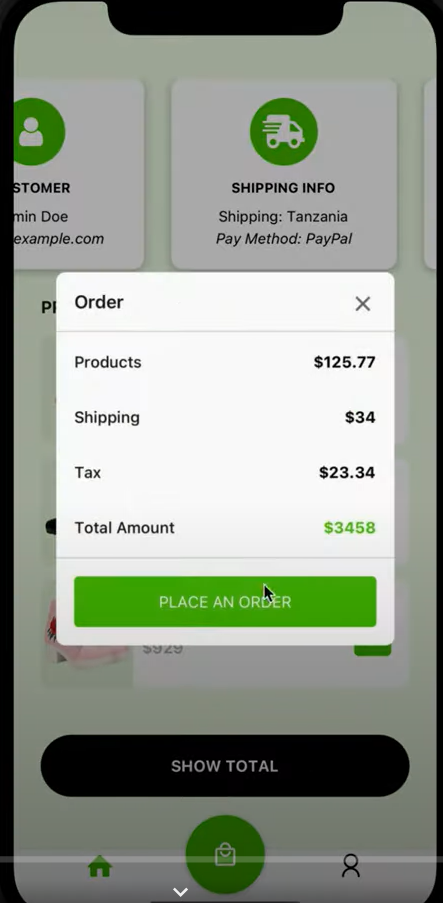 STOMER
SHIPPING INFO
min Doe
Shipping: Tanzania
example.com
Pay Method: PayPal
Order
Products
$125.77
Shipping
$34
Tax
$23.34
Total Amount
$3458
PLACE AN ORDER
$929
SHOW TOTAL